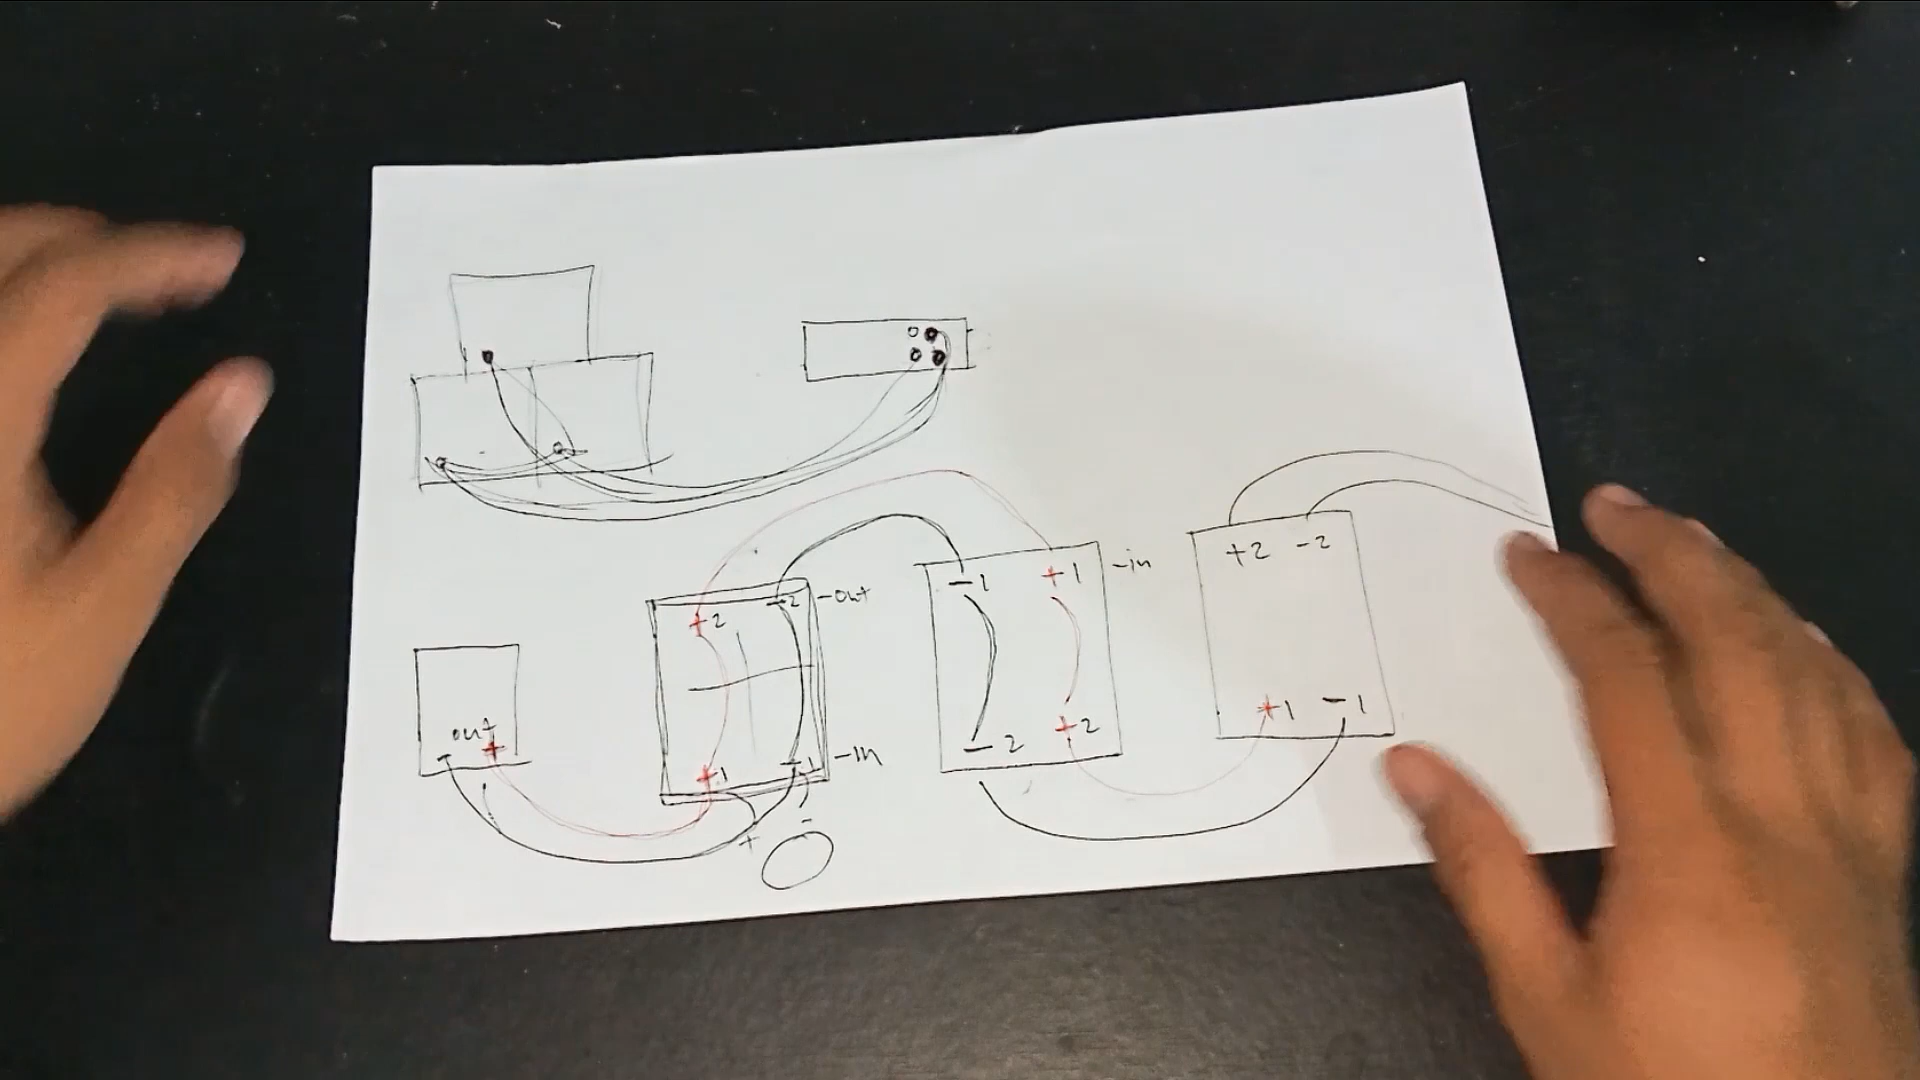 +2 -2
-1 +1 -in
+2 -2 -out
-2 +2
+1 -1
out
- +
+1 -1 -in
+ -